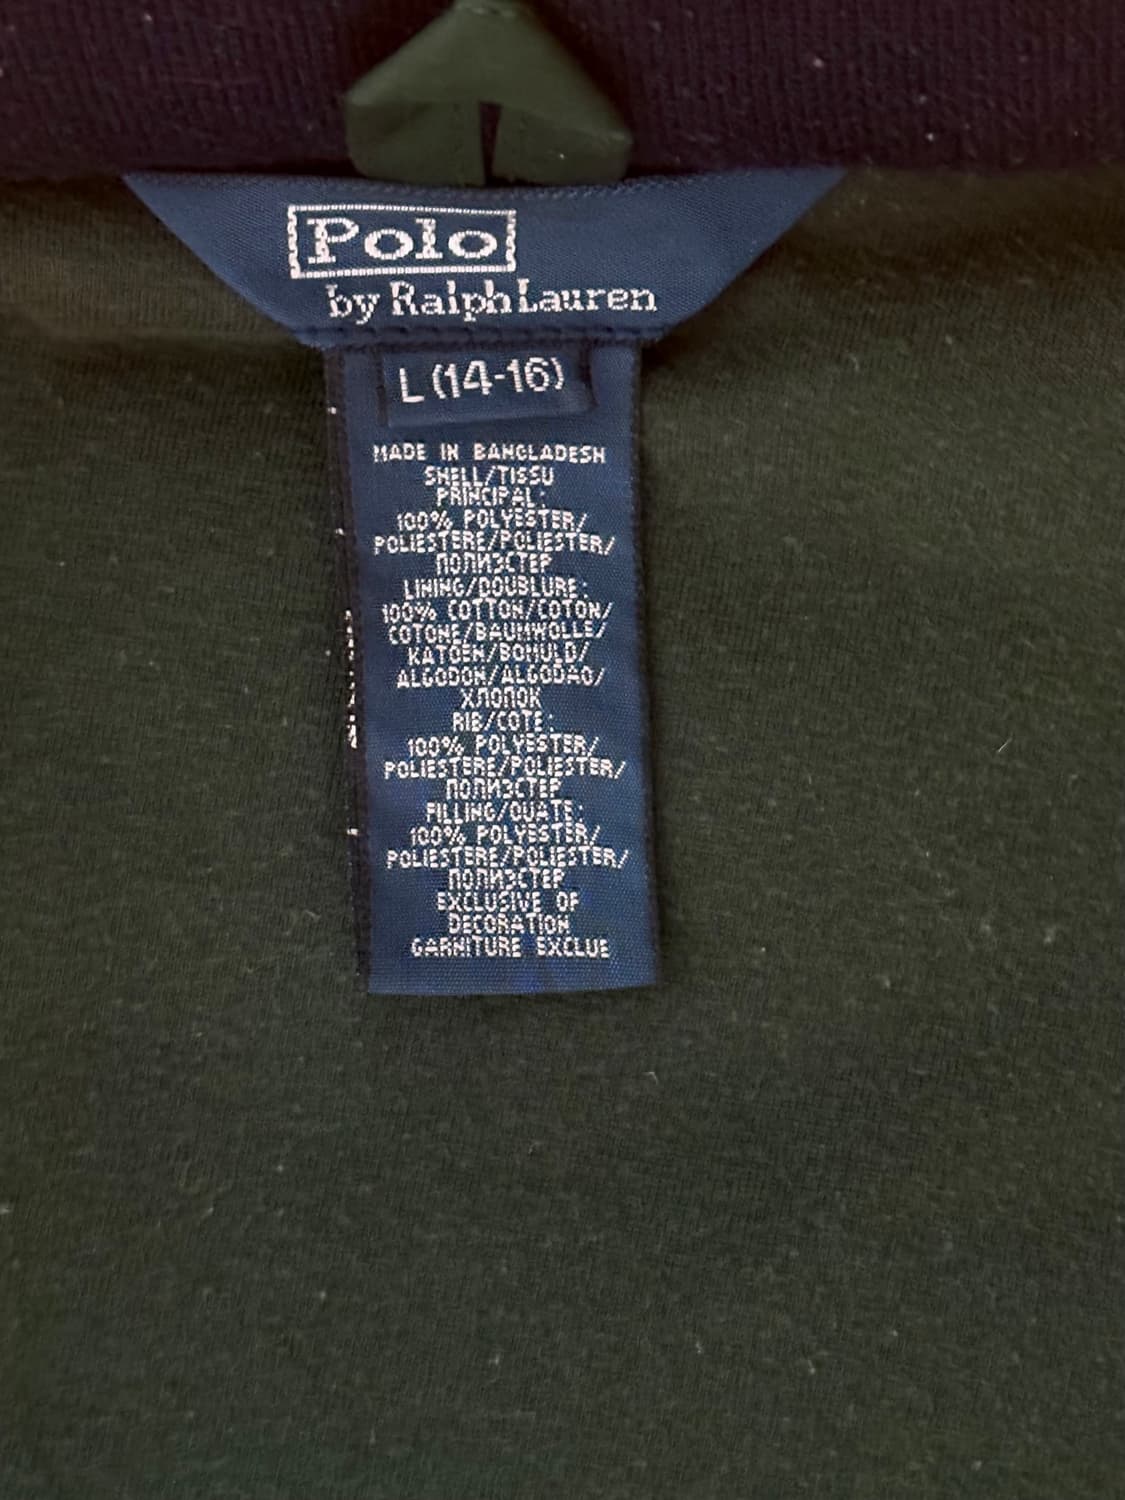 Polo
by Ralph Lauren
L (14-16)
MADE IN BANGLADESH
SHELL/TISSU
PRINCIPAL:
100% POLYESTER/
POLIESTERE/POLIESTER/
ПОЛИЭСТЕР
LINING/DOUBLURE:
100% COTTON/COTON/
COTONE/BAUMWOLLE/
KATOEN/BOMULD/
ALGODON/ALGODAO/
ХЛОПОК
RIB/COTE:
100% POLYESTER/
POLIESTERE/POLIESTER/
ПОЛИЭСТЕР
FILLING/OUATE:
100% POLYESTER/
POLIESTERE/POLIESTER/
ПОЛИЭСТЕР
EXCLUSIVE OF
DECORATION
GARNITURE EXCLUE